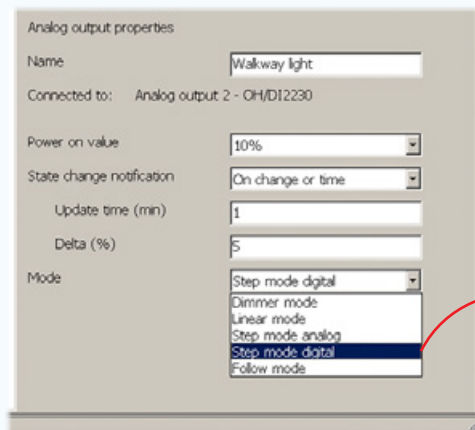 Analog output properties
Name Walkway light
Connected to: Analog output 2 - OH/DI2230
Power on value 10%
State change notification On change or time
Update time (min) 1
Delta (%) 5
Mode Step mode digital
Dimmer mode
Linear mode
Step mode analog
Step mode digital
Follow mode